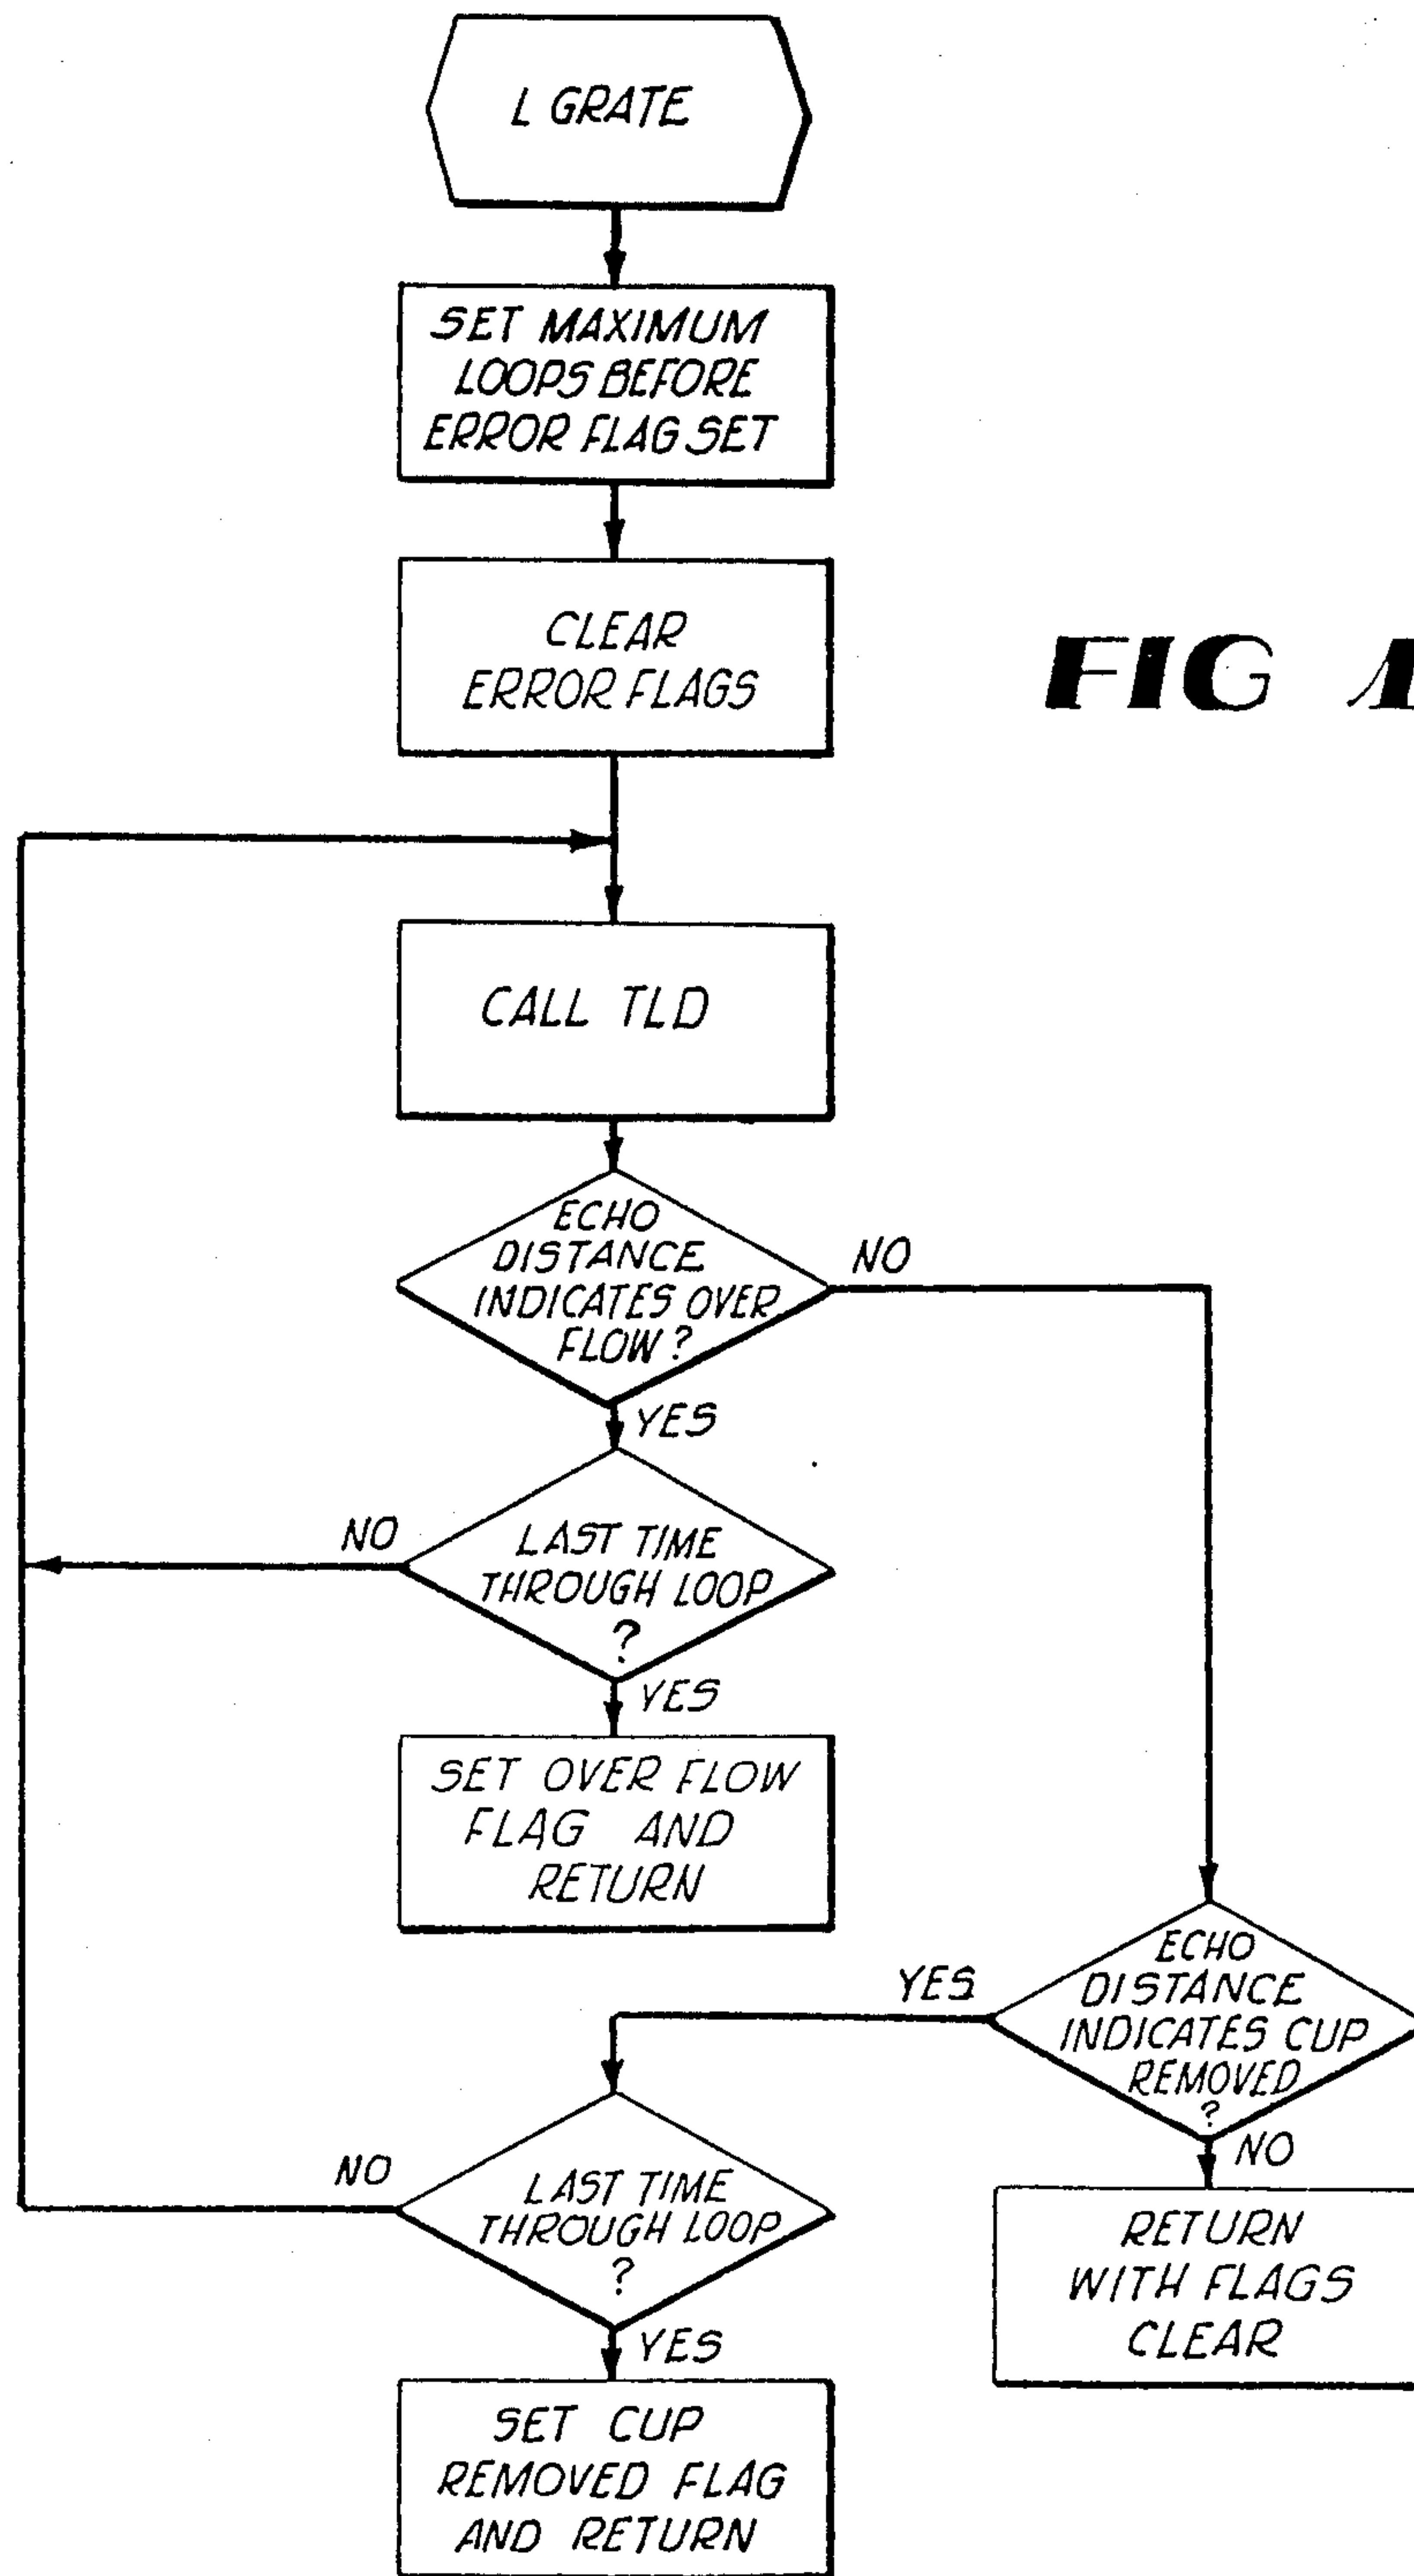 L GRATE
SET MAXIMUM
LOOPS BEFORE
ERROR FLAG SET
CLEAR
ERROR FLAGS
FIG
CALL TLD
ECHO
DISTANCE
INDICATES OVER
FLOW?
NO
YES
LAST TIME
THROUGH LOOP
?
NO
YES
SET OVER FLOW
FLAG AND
RETURN
ECHO
DISTANCE
INDICATES CUP
REMOVED
?
YES
NO
LAST TIME
THROUGH LOOP
?
NO
YES
RETURN
WITH FLAGS
CLEAR
SET CUP
REMOVED FLAG
AND RETURN